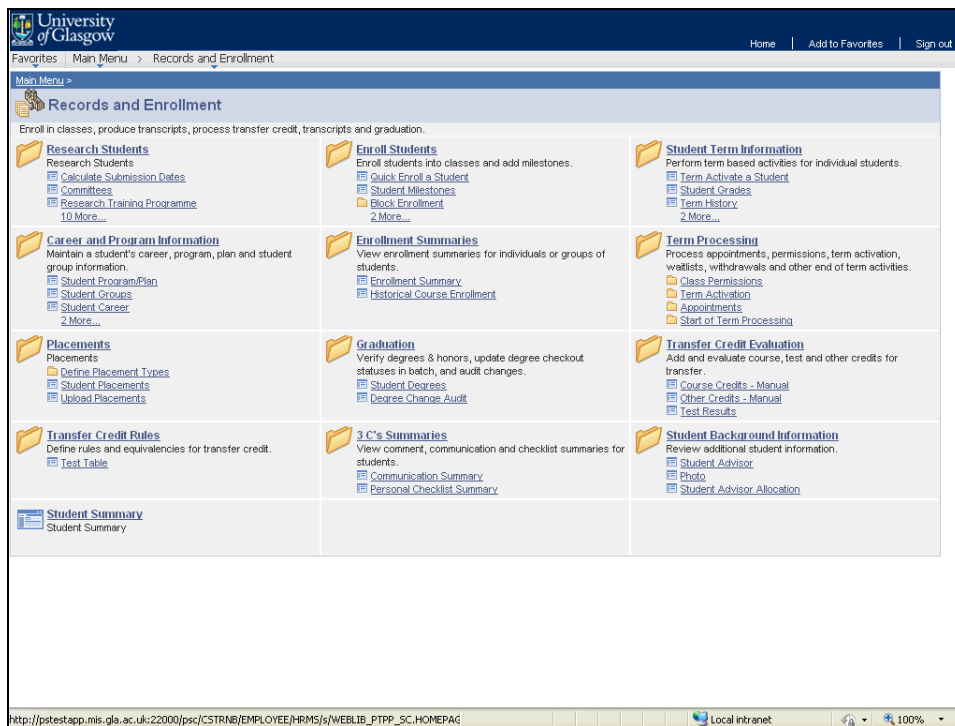 University
of Glasgow
Home | Add to Favorites | Sign out
Favorites Main Menu > Records and Enrollment
Main Menu >
Records and Enrollment
Enroll in classes, produce transcripts, process transfer credit, transcripts and graduation.
Research Students
Research Students
Calculate Submission Dates
Committees
Research Training Programme
10 More...
Enroll Students
Enroll students into classes and add milestones.
Quick Enroll a Student
Student Milestones
Block Enrollment
2 More...
Student Term Information
Perform term based activities for individual students.
Term Activate a Student
Student Grades
Term History
2 More...
Career and Program Information
Maintain a student's career, program, plan and student
group information.
Student Program/Plan
Student Groups
Student Career
2 More...
Enrollment Summaries
View enrollment summaries for individuals or groups of
students.
Enrollment Summary
Historical Course Enrollment
Term Processing
Process appointments, permissions, term activation,
waitlists, withdrawals and other end of term activities.
Class Permissions
Term Activation
Appointments
Start of Term Processing
Placements
Placements
Define Placement Types
Student Placements
Upload Placements
Graduation
Verify degrees & honors, update degree checkout
statuses in batch, and audit changes.
Student Degrees
Degree Change Audit
Transfer Credit Evaluation
Add and evaluate course, test and other credits for
transfer.
Course Credits - Manual
Other Credits - Manual
Test Results
Transfer Credit Rules
Define rules and equivalencies for transfer credit.
Test Table
3 C's Summaries
View comment, communication and checklist summaries for
students.
Communication Summary
Personal Checklist Summary
Student Background Information
Review additional student information.
Student Advisor
Photo
Student Advisor Allocation
Student Summary
Student Summary
http://pstestapp.mis.gla.ac.uk:22000/psc/CSTRNB/EMPLOYEE/HRMS/s/WEBLIB_PTPP_SC.HOMEPAG
Local intranet
100%